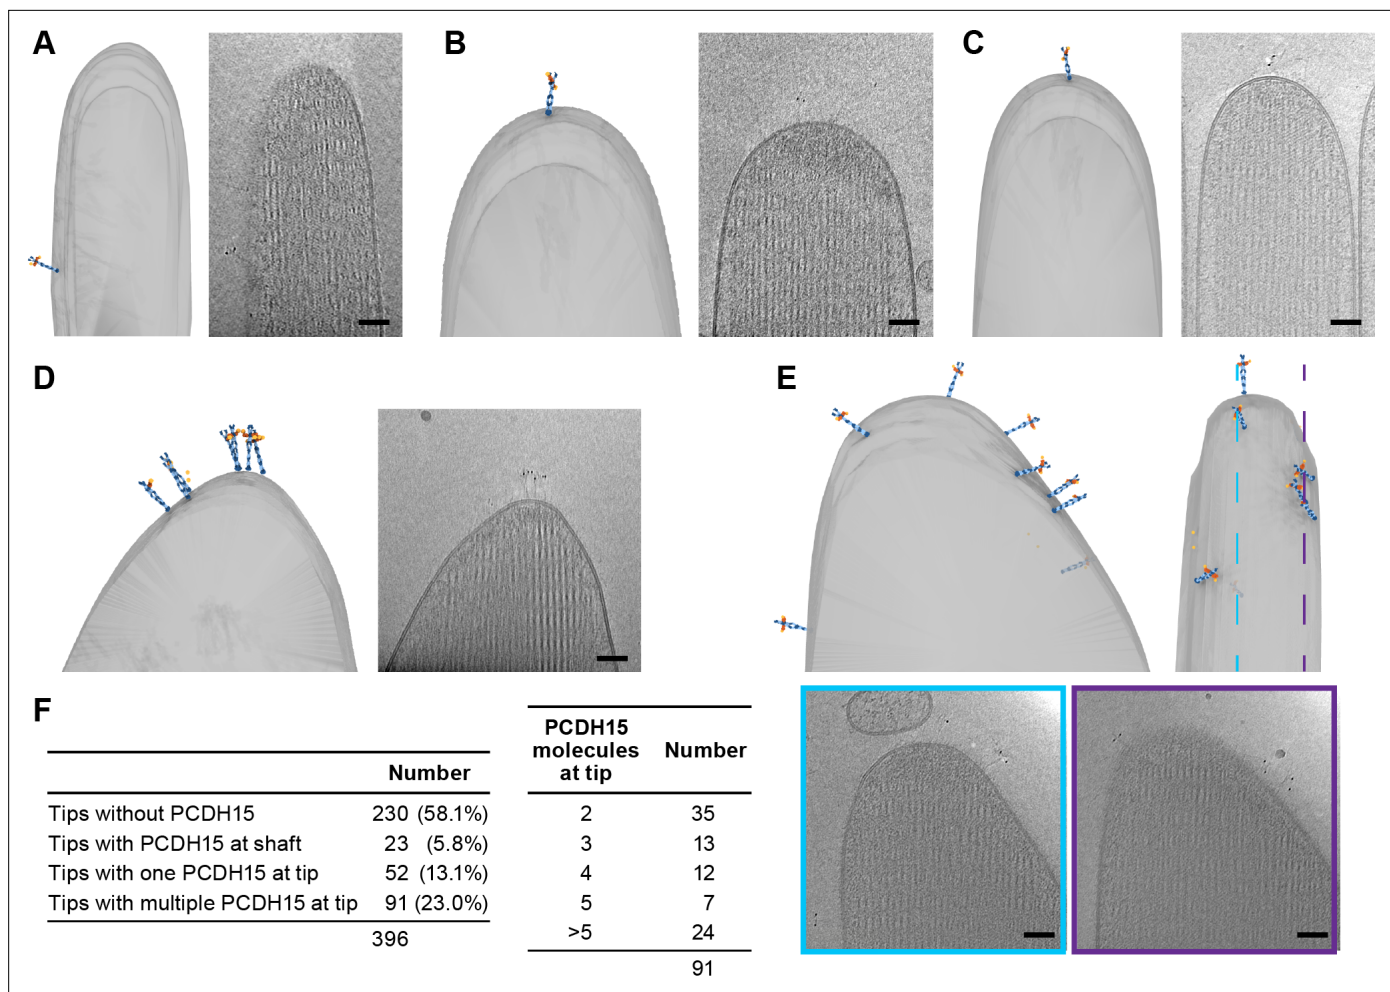 A
B
C
D
E
F
Number
Tips without PCDH15 230 (58.1%)
Tips with PCDH15 at shaft 23 (5.8%)
Tips with one PCDH15 at tip 52 (13.1%)
Tips with multiple PCDH15 at tip 91 (23.0%)
396
PCDH15
molecules
at tip
Number
2 35
3 13
4 12
5 7
>5 24
91